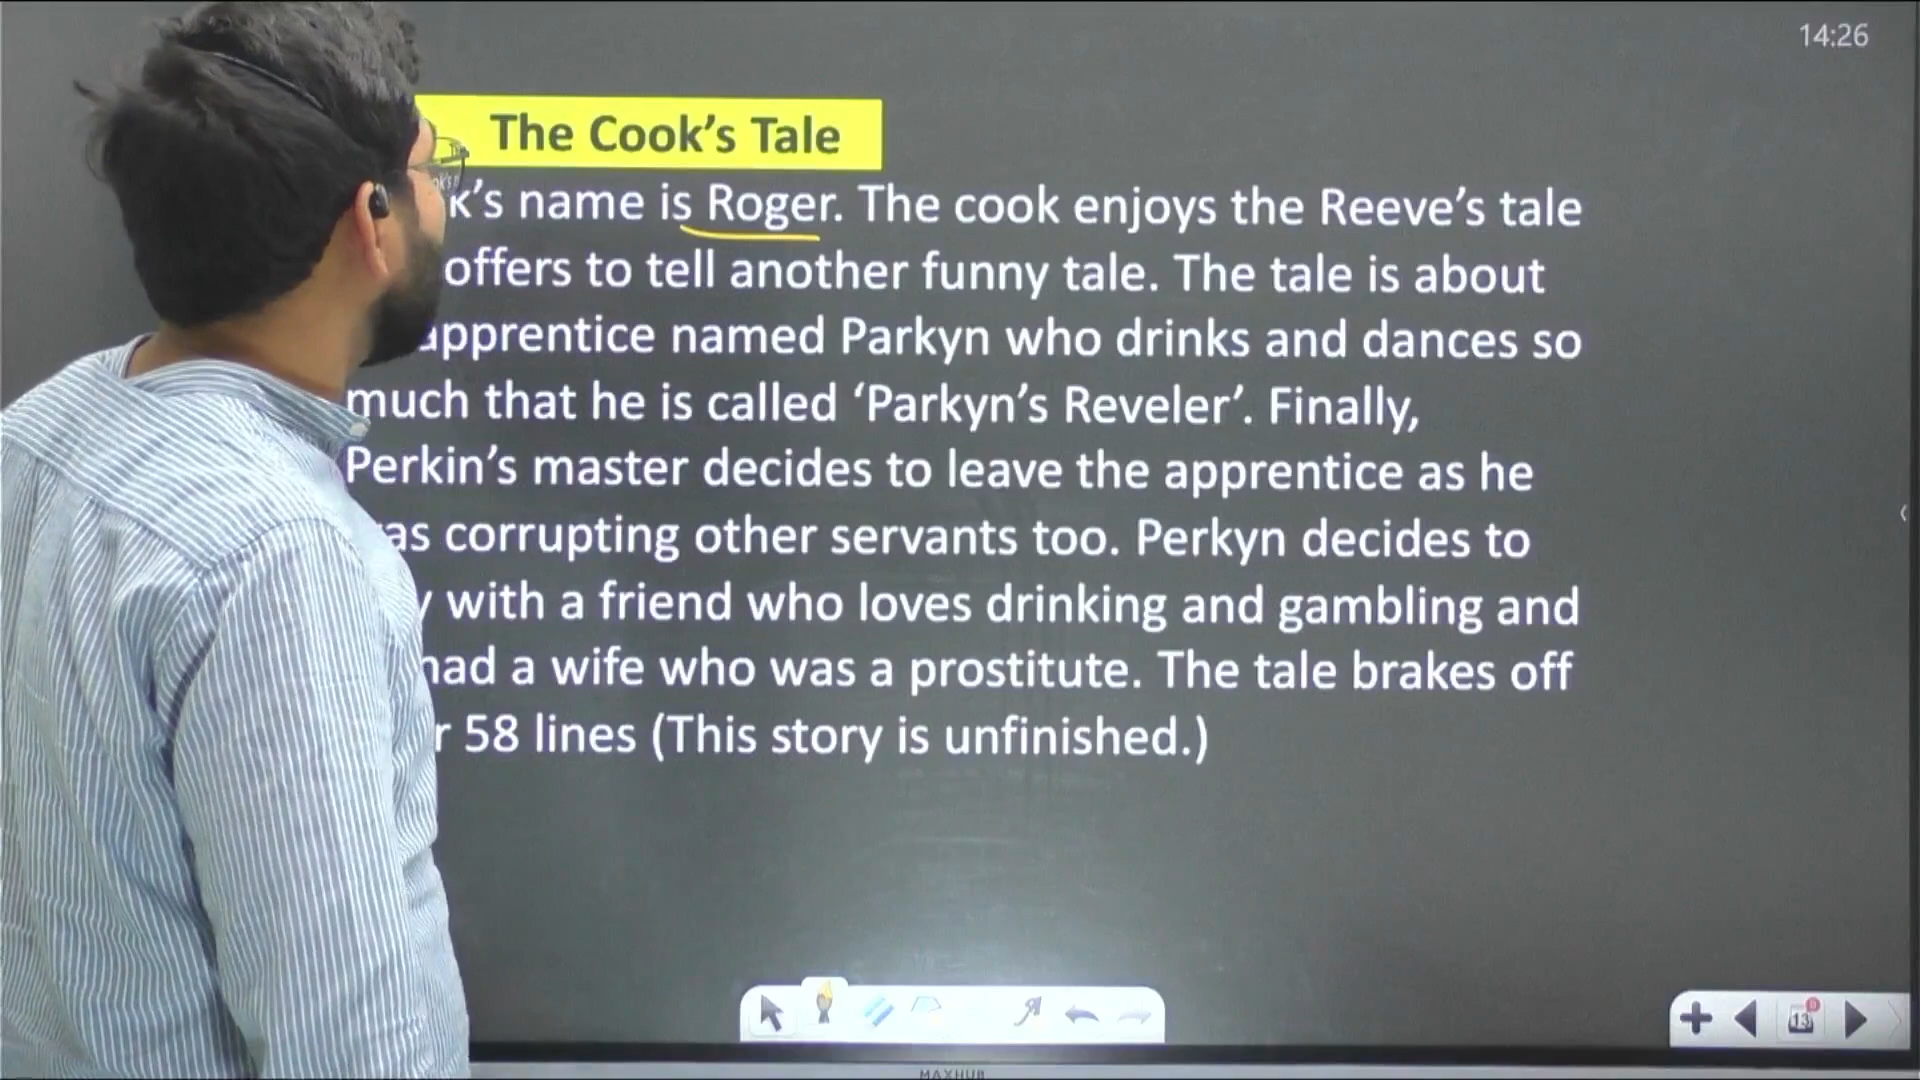 14:26
The Cook's Tale
name is Roger. The cook enjoys the Reeve's tale
offers to tell another funny tale. The tale is about
apprentice named Parkyn who drinks and dances so
much that he is called 'Parkyn's Reveler'. Finally,
Perkin's master decides to leave the apprentice as he
corrupting other servants too. Perkyn decides to
with a friend who loves drinking and gambling and
had a wife who was a prostitute. The tale brakes off
58 lines (This story is unfinished.)
13
MAXHUB